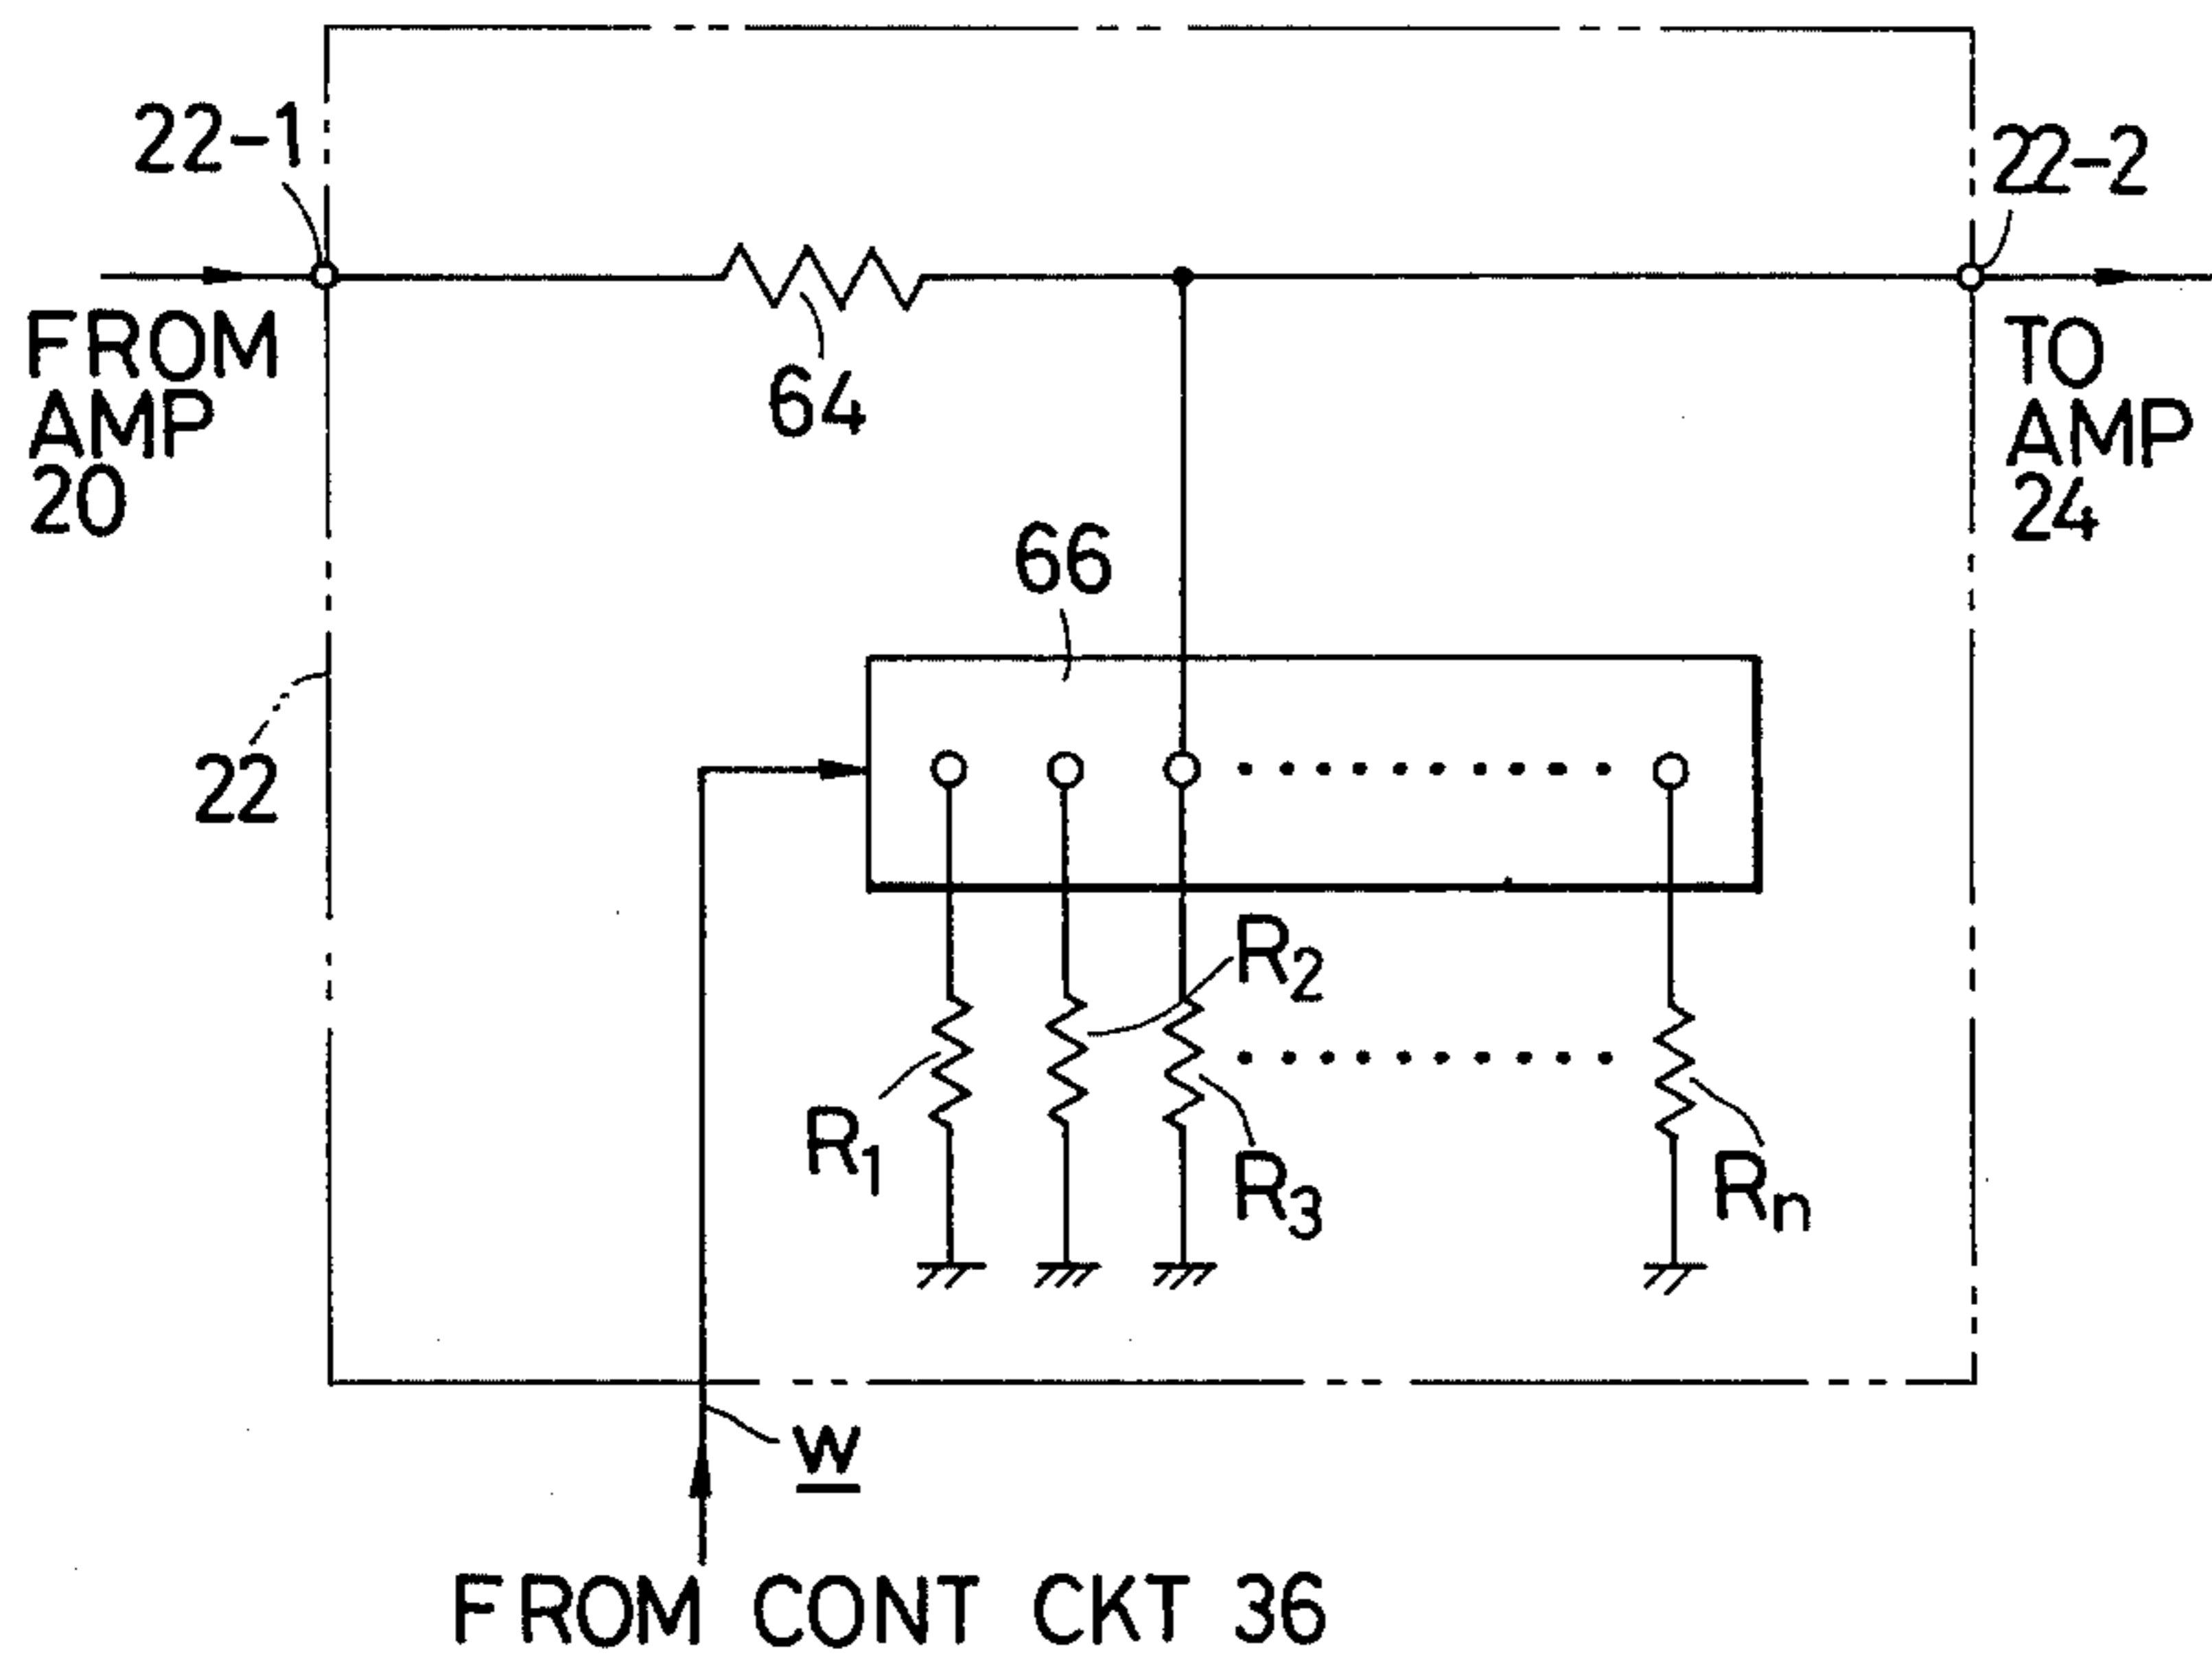 22-1
22-2
FROM
AMP
20
64
TO
AMP
24
66
22
R2
R1
R3
Rn
w
FROM CONT CKT 36